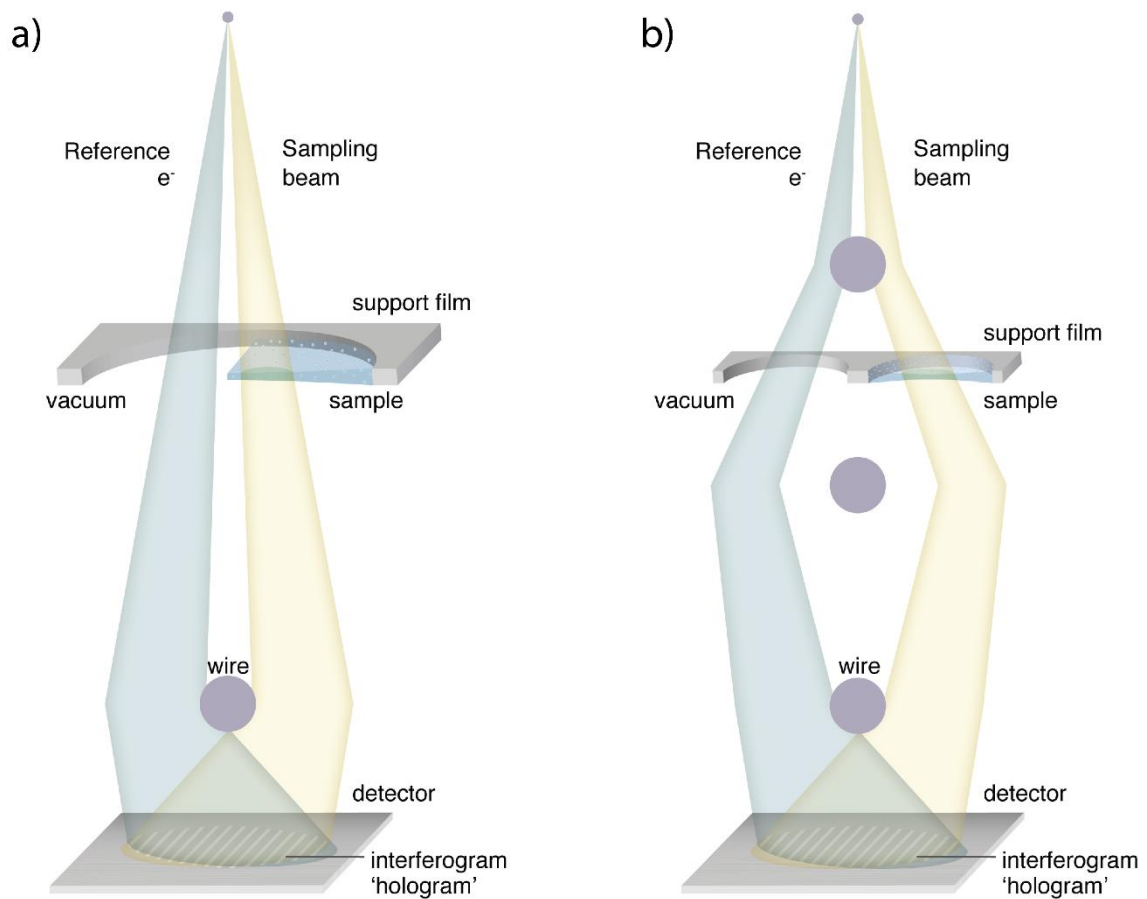 a)
Reference
e-
Sampling
beam
support film
vacuum
sample
wire
detector
interferogram
‘hologram’
b)
Reference
e-
Sampling
beam
support film
vacuum
sample
wire
detector
interferogram
‘hologram’